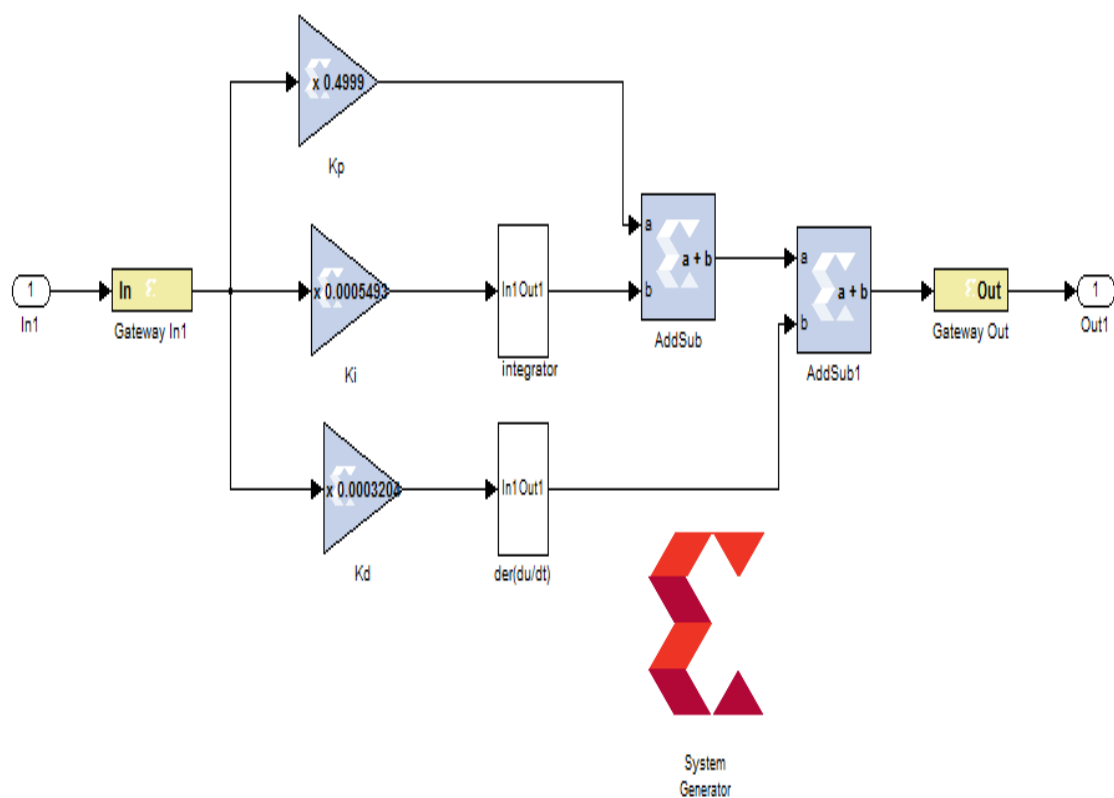 x 0.4999
Kp
1
In1
In
Gateway In1
x 0.0005493
Ki
In1Out1
integrator
a
b
a + b
AddSub
a
b
a + b
AddSub1
Out
Gateway Out
1
Out1
x 0.0003204
Kd
In1Out1
der(du/dt)
System
Generator